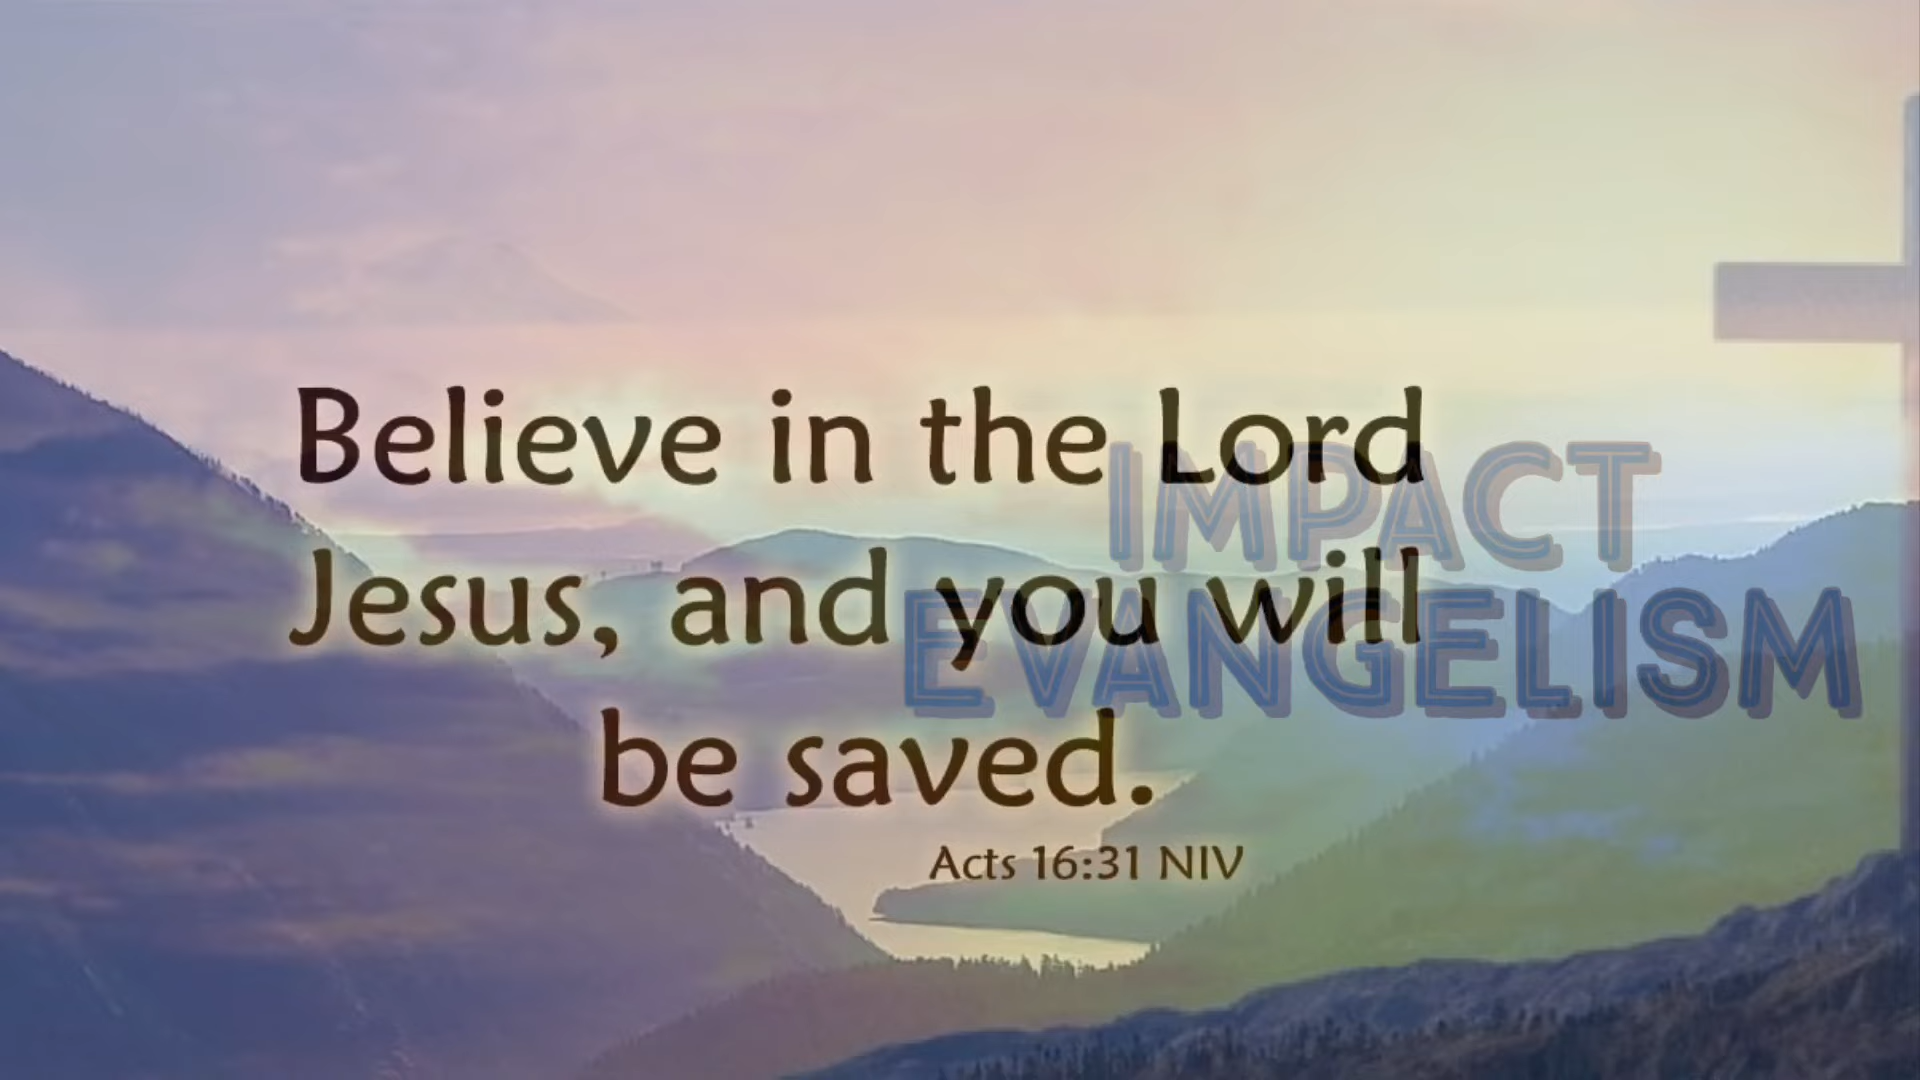 Believe in the Lord
Jesus, and you will
be saved.
Acts 16:31 NIV
IMPACT
EVANGELISM